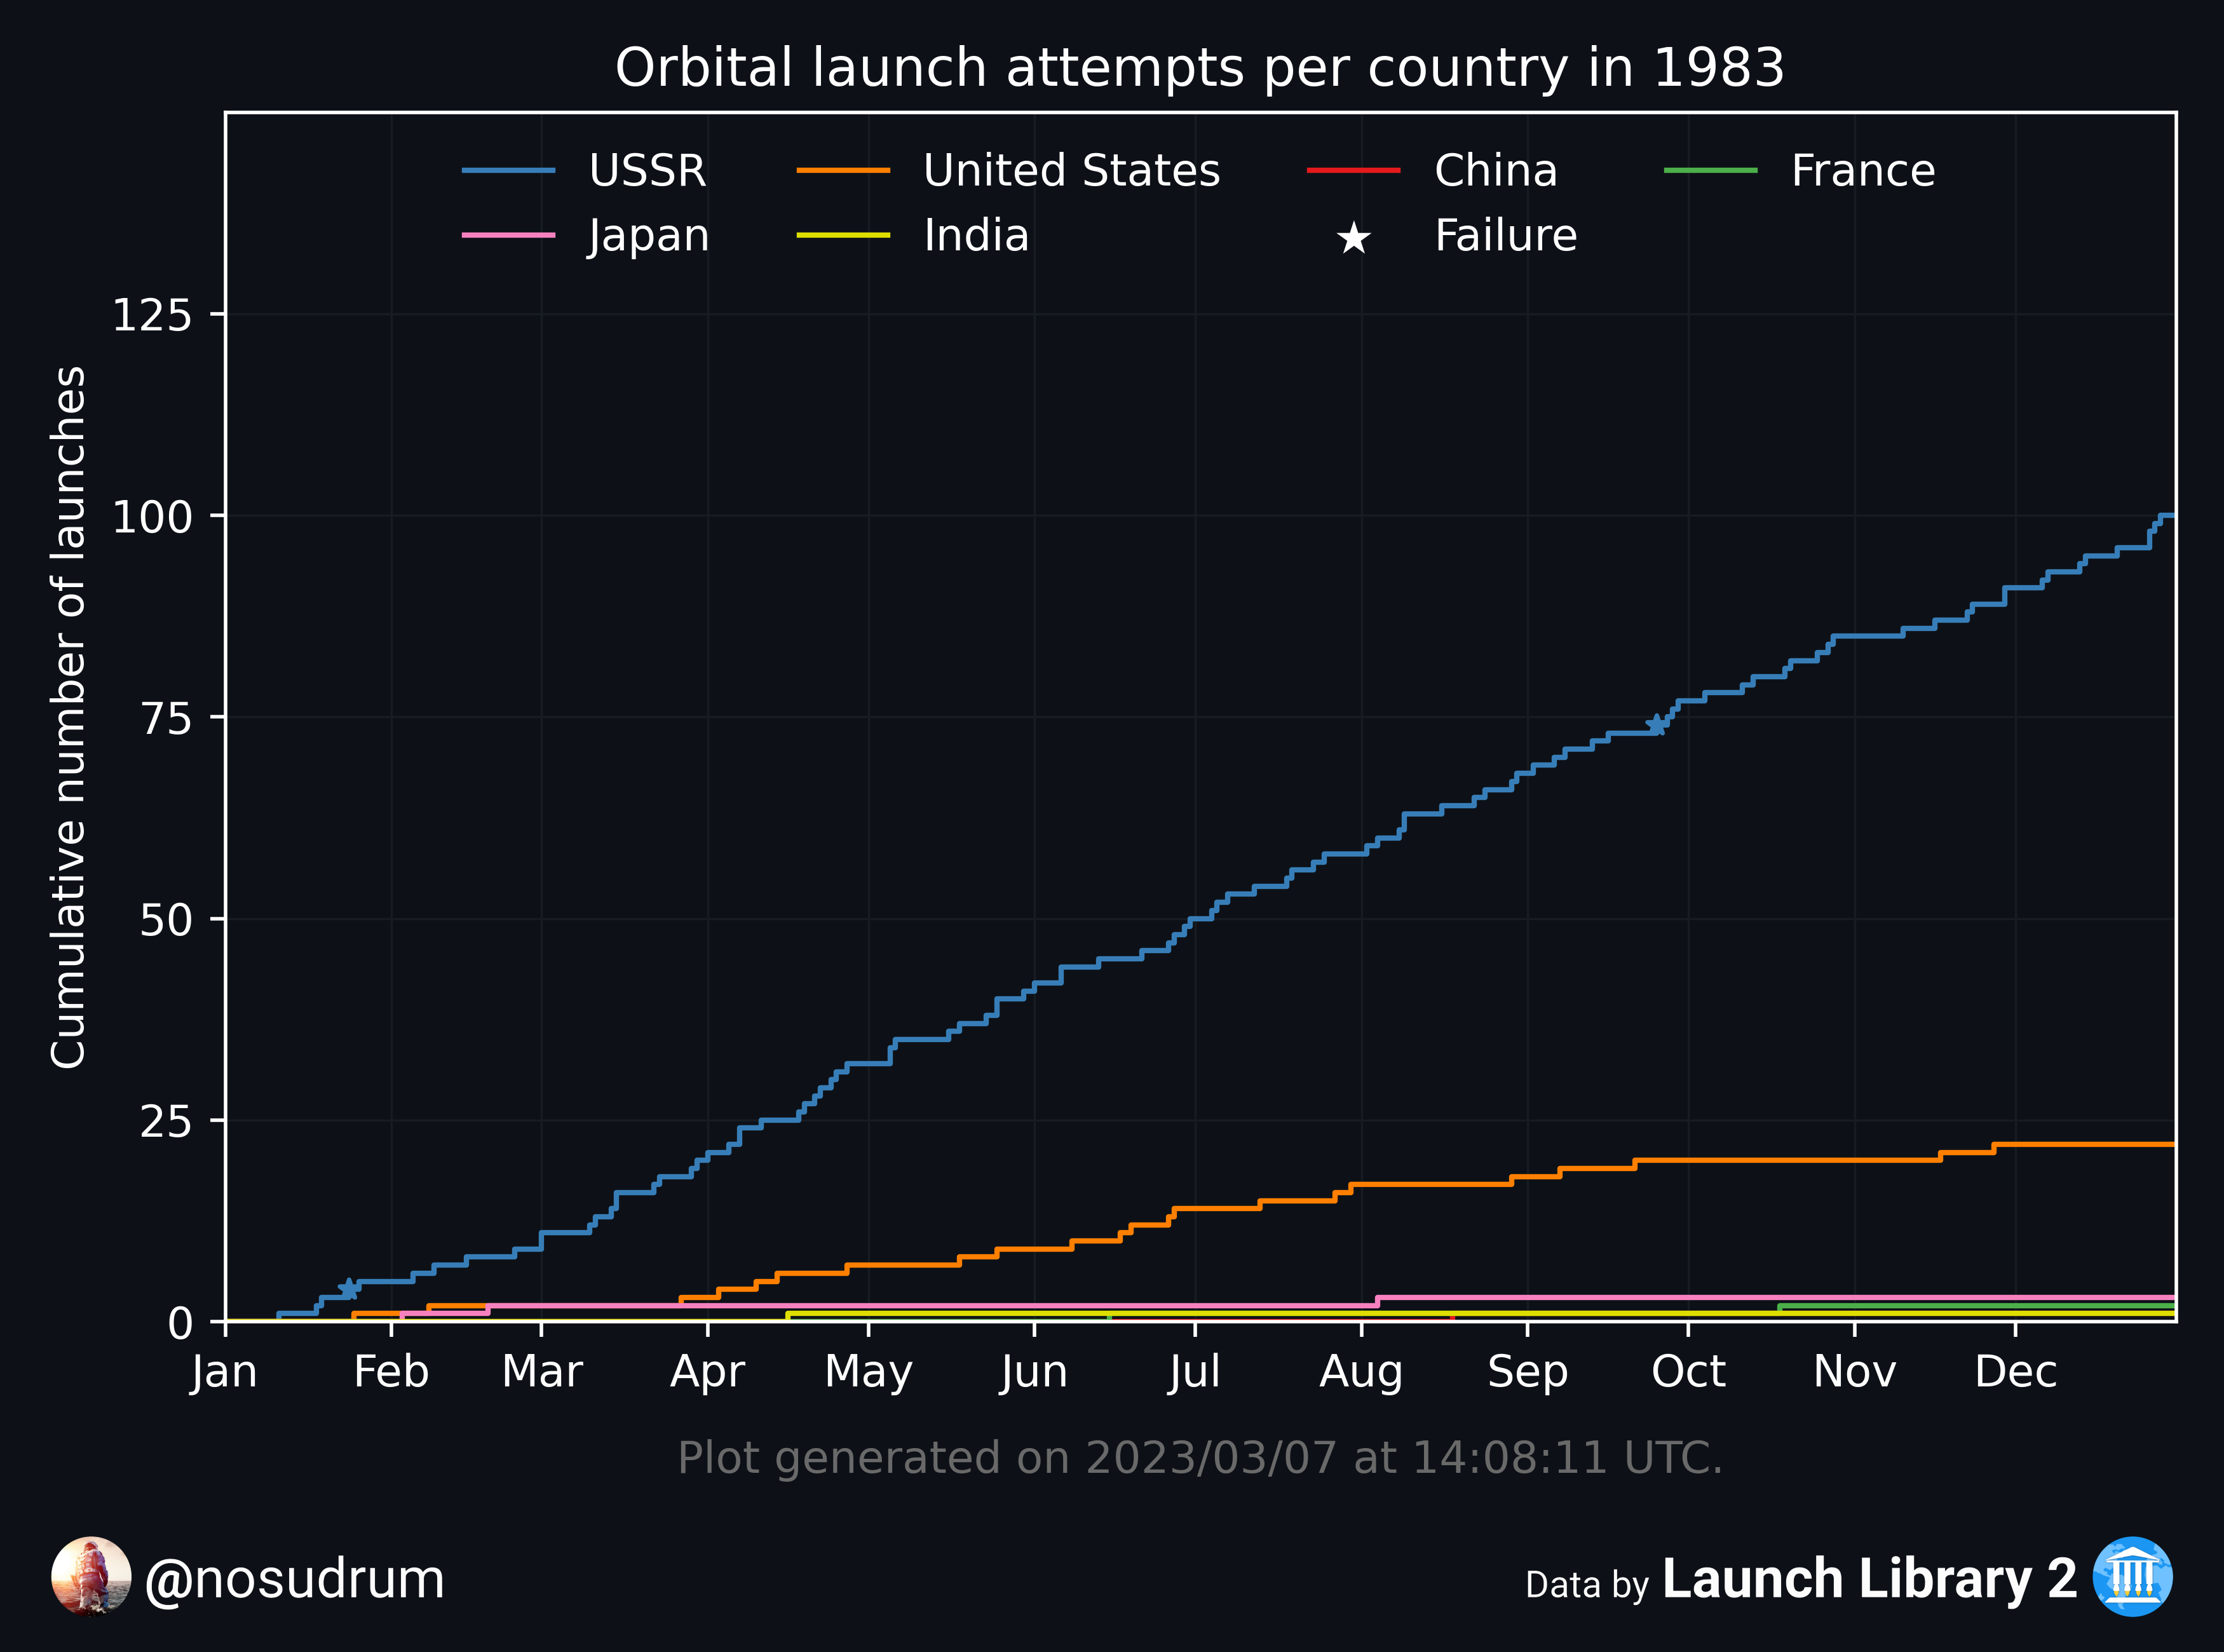 Orbital launch attempts per country in 1983
USSR United States China France
Japan India Failure
Cumulative number of launches
125
100
75
50
25
0
Jan Feb Mar Apr May Jun Jul Aug Sep Oct Nov Dec
Plot generated on 2023/03/07 at 14:08:11 UTC.
@nosudrum
Data by Launch Library 2